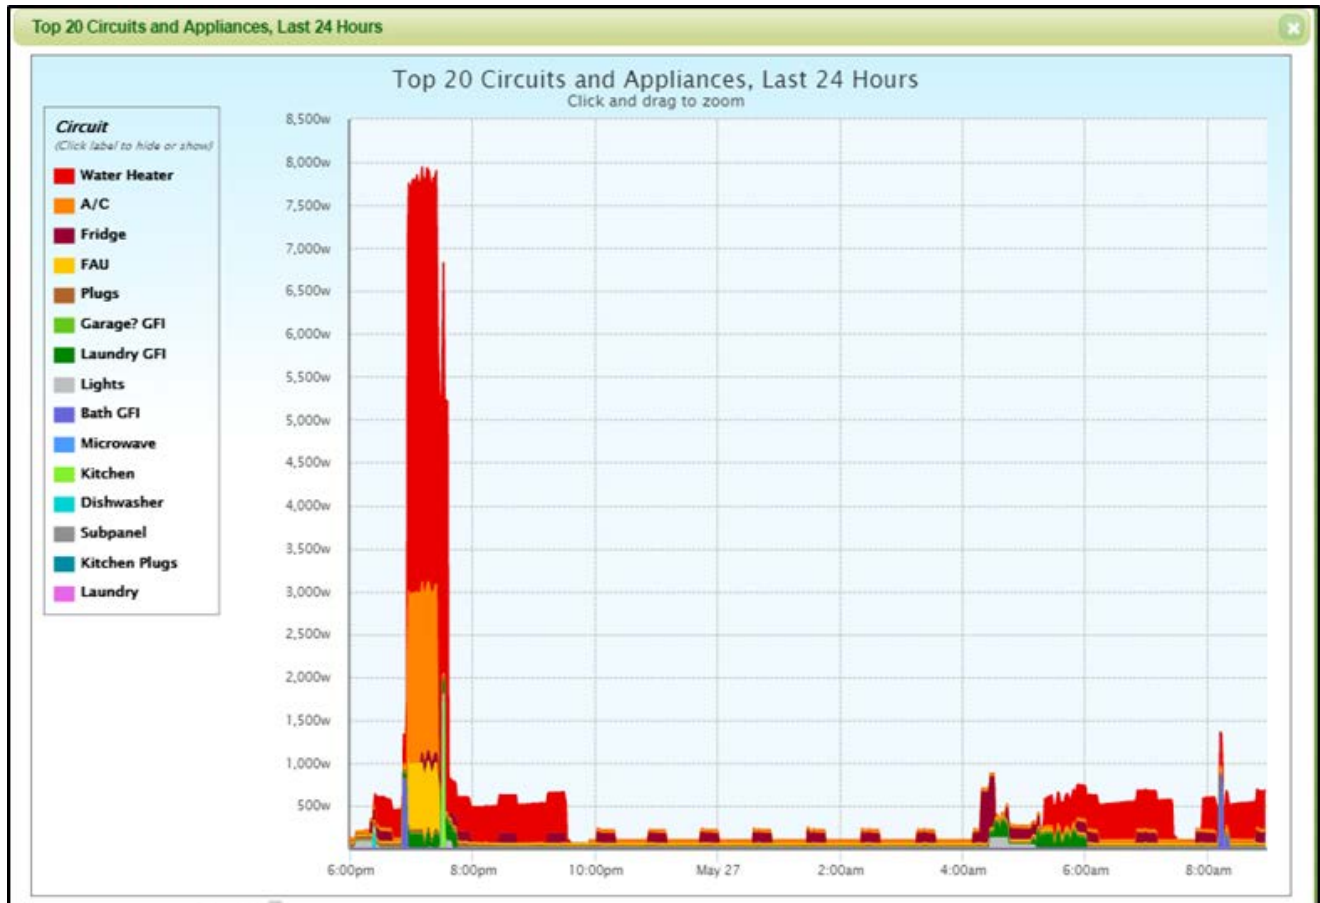 Top 20 Circuits and Appliances, Last 24 Hours
Top 20 Circuits and Appliances, Last 24 Hours
Click and drag to zoom
Circuit
(Click label to hide or show)
Water Heater
A/C
Fridge
FAU
Plugs
Garage? GFI
Laundry GFI
Lights
Bath GFI
Microwave
Kitchen
Dishwasher
Subpanel
Kitchen Plugs
Laundry
8,500w
8,000w
7,500w
7,000w
6,500w
6,000w
5,500w
5,000w
4,500w
4,000w
3,500w
3,000w
2,500w
2,000w
1,500w
1,000w
500w
6:00pm 8:00pm 10:00pm May 27 2:00am 4:00am 6:00am 8:00am